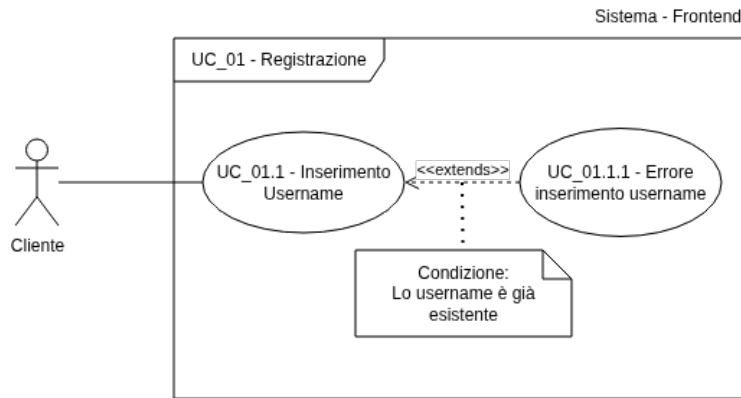 Sistema - Frontend
UC_01 - Registrazione
UC_01.1 - Inserimento
Username
<<extends>>
UC_01.1.1 - Errore
inserimento username
Cliente
Condizione:
Lo username è già
esistente